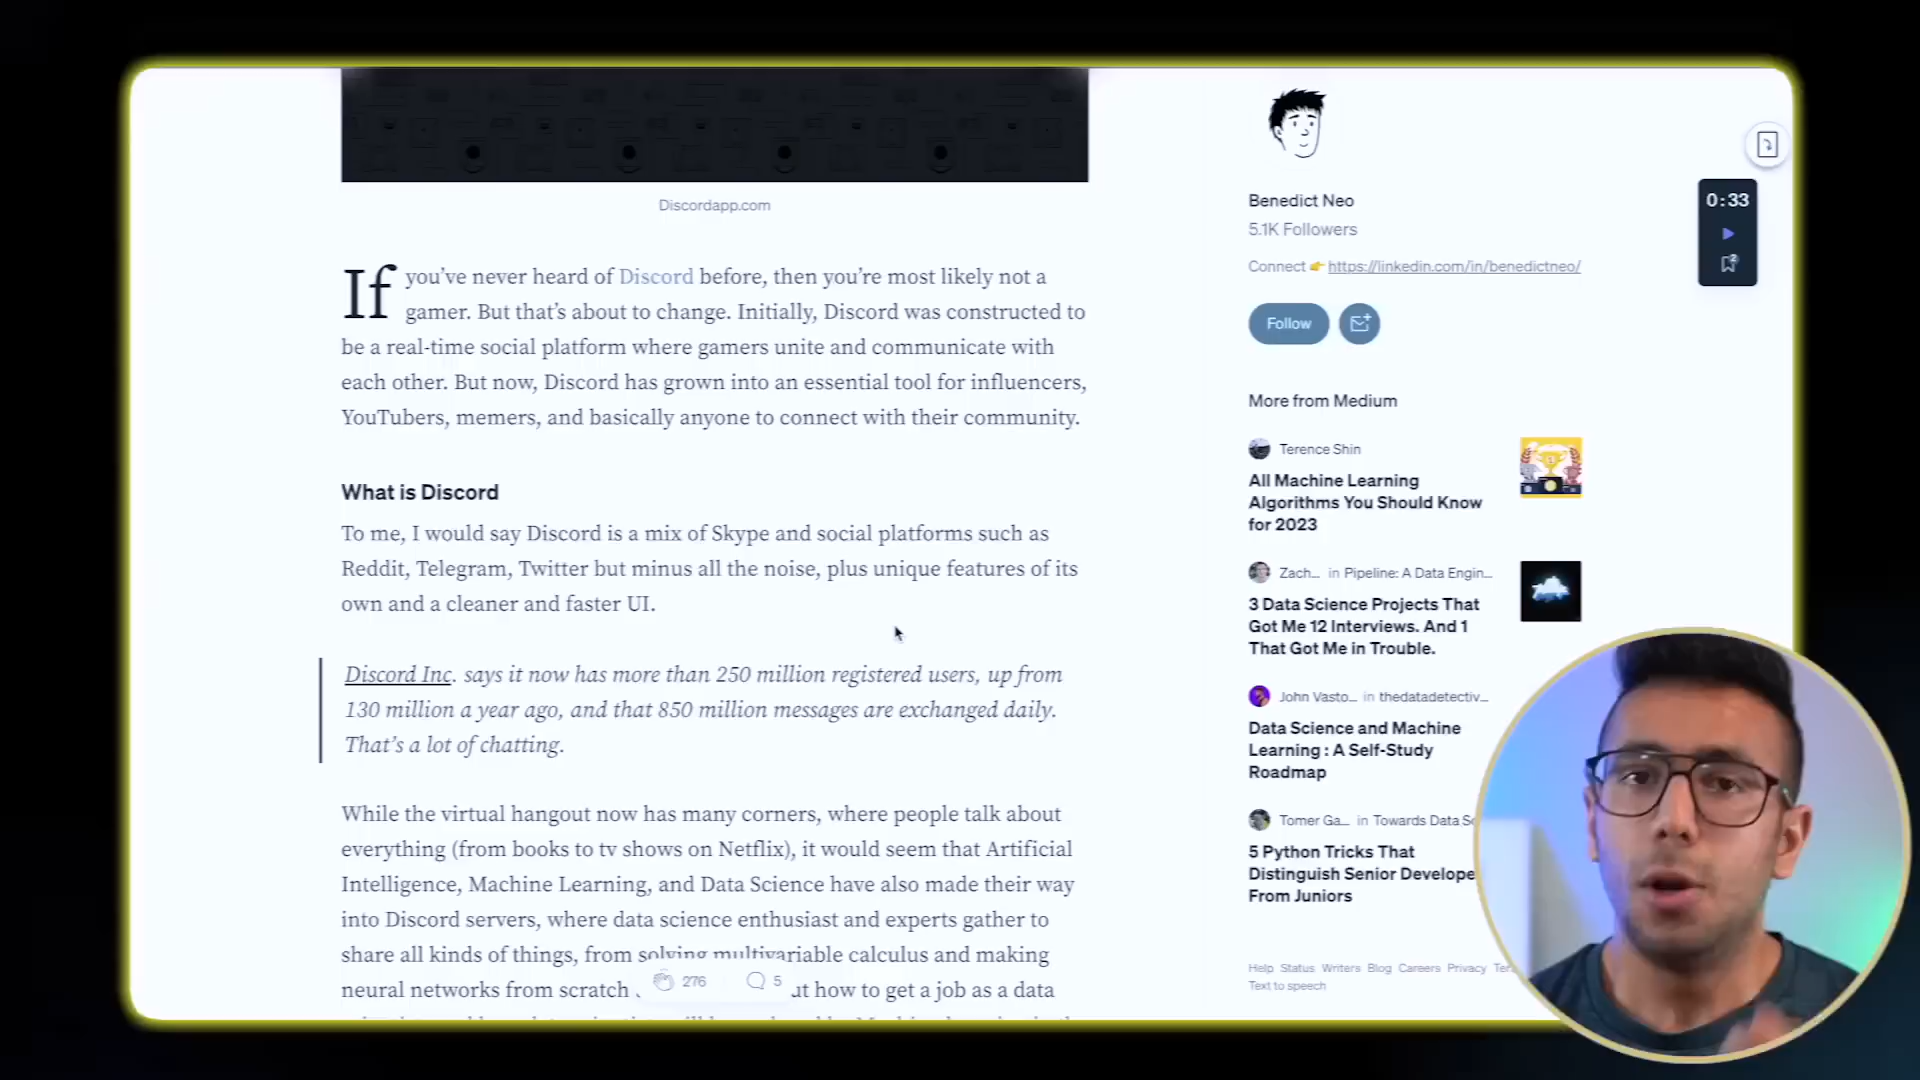 Discordapp.com
If you've never heard of Discord before, then you're most likely not a
gamer. But that's about to change. Initially, Discord was constructed to
be a real-time social platform where gamers unite and communicate with
each other. But now, Discord has grown into an essential tool for influencers,
YouTubers, memers, and basically anyone to connect with their community.
What is Discord
To me, I would say Discord is a mix of Skype and social platforms such as
Reddit, Telegram, Twitter but minus all the noise, plus unique features of its
own and a cleaner and faster UI.
Discord Inc. says it now has more than 250 million registered users, up from
130 million a year ago, and that 850 million messages are exchanged daily.
That's a lot of chatting.
While the virtual hangout now has many corners, where people talk about
everything (from books to tv shows on Netflix), it would seem that Artificial
Intelligence, Machine Learning, and Data Science have also made their way
into Discord servers, where data science enthusiast and experts gather to
share all kinds of things, from solving multivariable calculus and making
neural networks from scratch ut how to get a job as a data
276 5
Benedict Neo
5.1K Followers
Connect 👉 https://linkedin.com/in/benedictneo/
Follow
More from Medium
Terence Shin
All Machine Learning
Algorithms You Should Know
for 2023
Zach... in Pipeline: A Data Engin...
3 Data Science Projects That
Got Me 12 Interviews. And 1
That Got Me in Trouble.
John Vasto... in thedatadetectiv...
Data Science and Machine
Learning : A Self-Study
Roadmap
Tomer Ga... in Towards Data Sc
5 Python Tricks That
Distinguish Senior Develope
From Juniors
Help Status Writers Blog Careers Privacy Ter
Text to speech
0:33